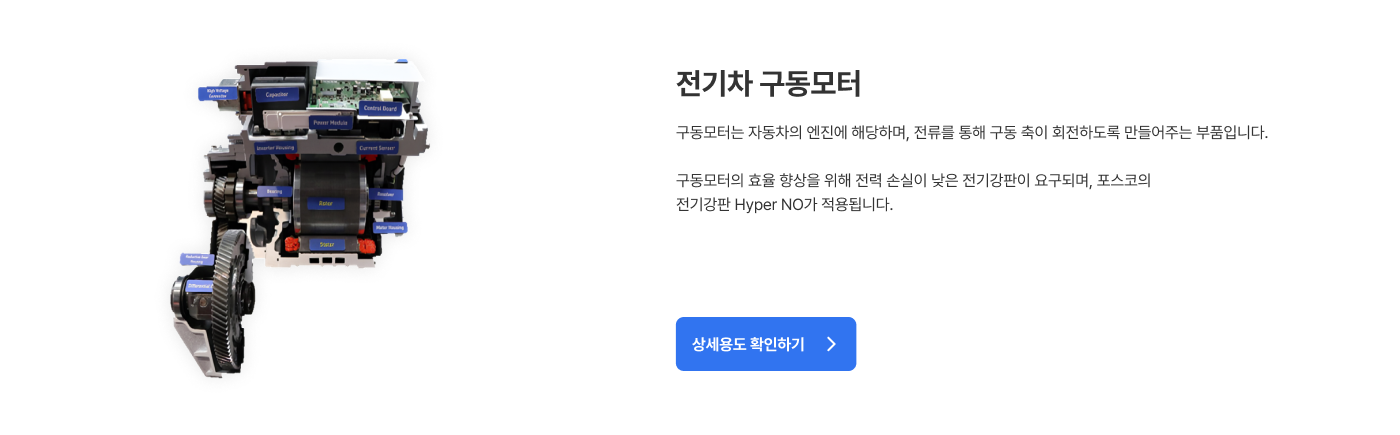 High Voltage
Connector
Capacitor
Control Board
Power Module
Inverter Housing
Current Sensor
Bearing
Resolver
Rotor
Motor Housing
Stator
Reduction Gear
Housing
Differential
전기차 구동모터
구동모터는 자동차의 엔진에 해당하며, 전류를 통해 구동 축이 회전하도록 만들어주는 부품입니다.
구동모터의 효율 향상을 위해 전력 손실이 낮은 전기강판이 요구되며, 포스코의
전기강판 Hyper NO가 적용됩니다.
상세용도 확인하기